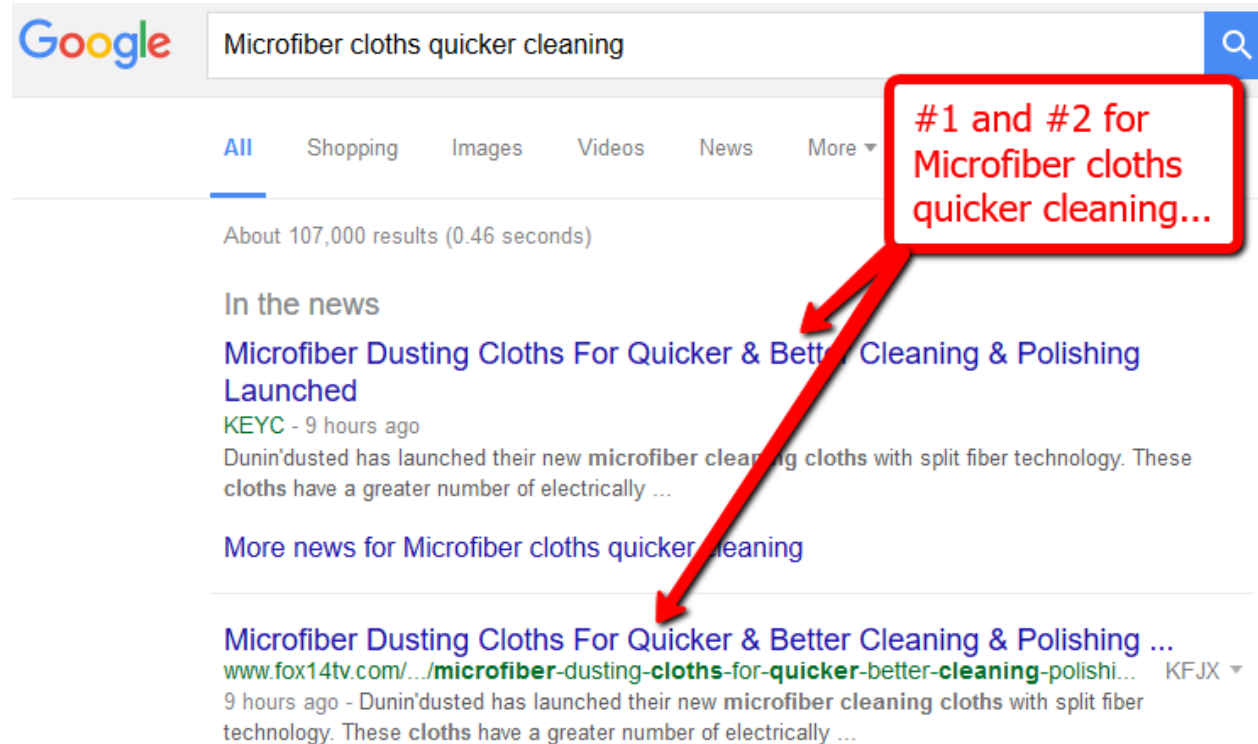 Google
Microfiber cloths quicker cleaning
#1 and #2 for
Microfiber cloths
quicker cleaning...
All Shopping Images Videos News More
About 107,000 results (0.46 seconds)
In the news
Microfiber Dusting Cloths For Quicker & Better Cleaning & Polishing
Launched
KEYC - 9 hours ago
Dunin'dusted has launched their new microfiber cleaning cloths with split fiber technology. These
cloths have a greater number of electrically ...
More news for Microfiber cloths quicker cleaning
Microfiber Dusting Cloths For Quicker & Better Cleaning & Polishing ...
www.fox14tv.com/.../microfiber-dusting-cloths-for-quicker-better-cleaning-polishi... KFJX
9 hours ago - Dunin'dusted has launched their new microfiber cleaning cloths with split fiber
technology. These cloths have a greater number of electrically ...